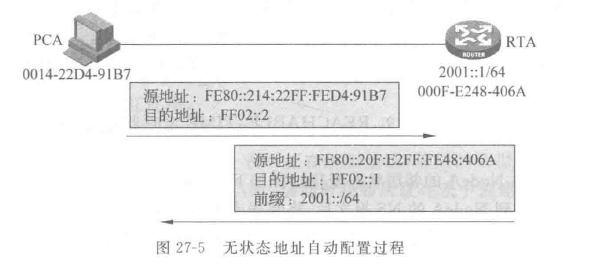 PCA
0014-22D4-91B7
ROUTER
RTA
2001::1/64
000F-E248-406A
源地址：FE80::214:22FF:FED4:91B7
目的地址：FF02::2
源地址：FE80::20F:E2FF:FE48:406A
目的地址：FF02::1
前缀：2001::/64
图 27-5 无状态地址自动配置过程